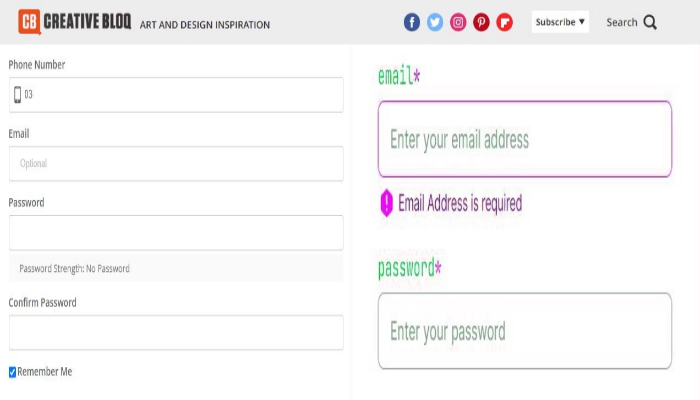 CB CREATIVE BLOQ ART AND DESIGN INSPIRATION
Subscribe ▼ Search
Phone Number
03
Email
Optional
Password
Password Strength: No Password
Confirm Password
Remember Me
email*
Enter your email address
Email Address is required
password*
Enter your password